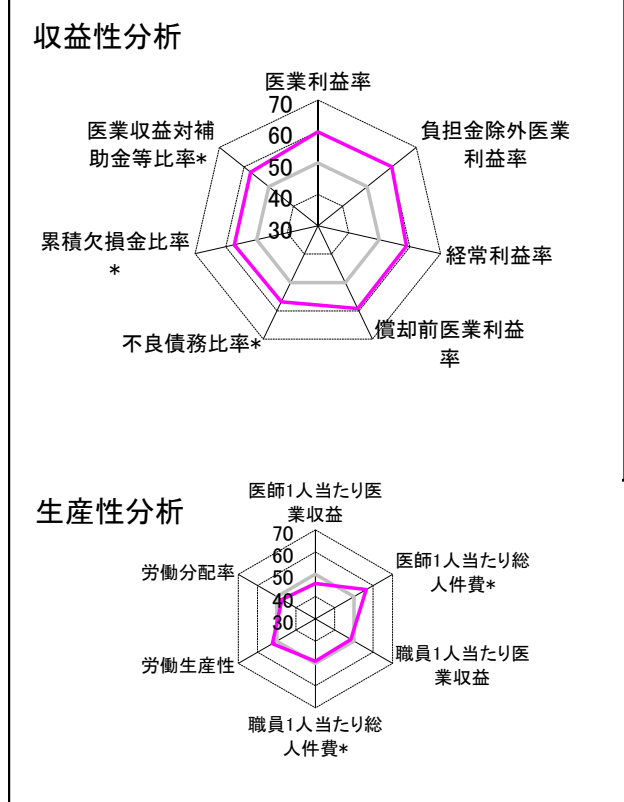 収益性分析
医業利益率
負担金除外医業
利益率
経常利益率
償却前医業利益
率
不良債務比率*
累積欠損金比率
*
医業収益対補
助金等比率*
70
60
50
40
30
生産性分析
医師1人当たり医
業収益
医師1人当たり総
人件費*
職員1人当たり医
業収益
職員1人当たり総
人件費*
労働生産性
労働分配率
70
60
50
40
30